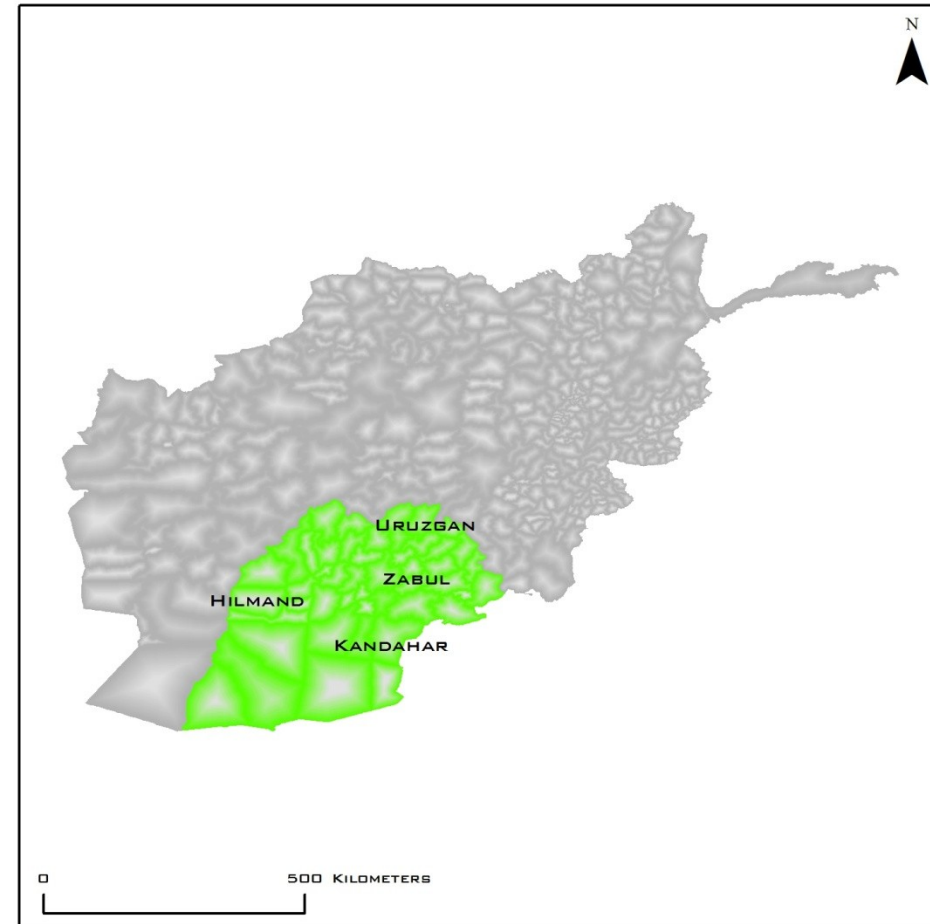 N
URUZGAN
ZABUL
HILMAND
KANDAHAR
0 500 KILOMETERS